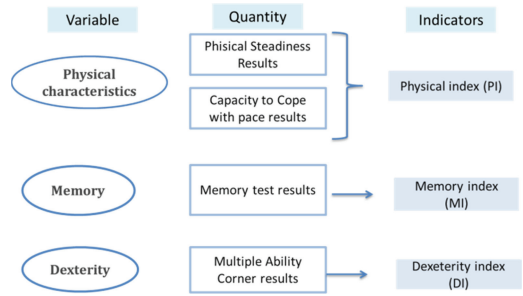 Variable
Quantity
Indicators
Physical
characteristics
Phisical Steadiness
Results
Capacity to Cope
with pace results
Physical index (PI)
Memory
Memory test results
Memory index
(MI)
Dexterity
Multiple Ability
Corner results
Dexeterity index
(DI)